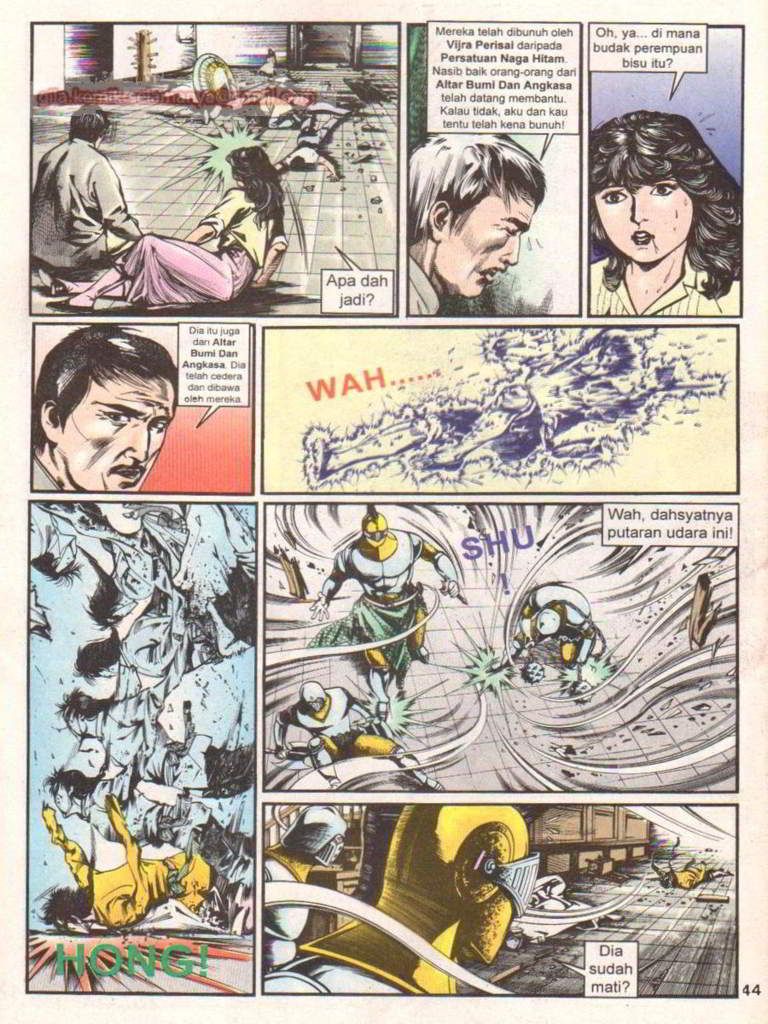 Apa dah
jadi?
Mereka telah dibunuh oleh
Vijra Perisai daripada
Persatuan Naga Hitam.
Nasib baik orang-orang dari
Altar Bumi Dan Angkasa
telah datang membantu.
Kalau tidak, aku dan kau
tentu telah kena bunuh!
Oh, ya... di mana
budak perempuan
bisu itu?
Dia itu juga
dari Altar
Bumi Dan
Angkasa. Dia
telah cedera
dan dibawa
oleh mereka.
WAH.....
HONG!
Wah, dahsyatnya
putaran udara ini!
SHU
!
Dia
sudah
mati?
44